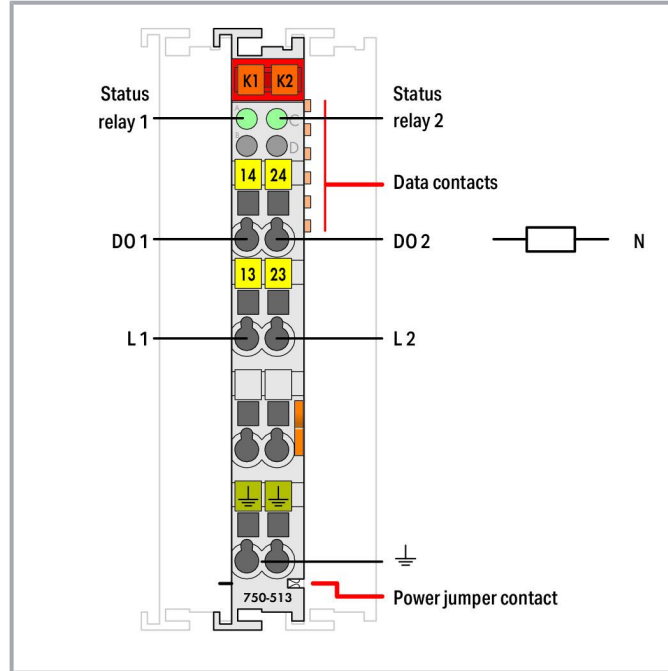 K1 K2
Status
relay 1
Status
relay 2
A
C
B
D
14 24
Data contacts
DO 1
DO 2
N
13 23
L 1
L 2
750-513
Power jumper contact